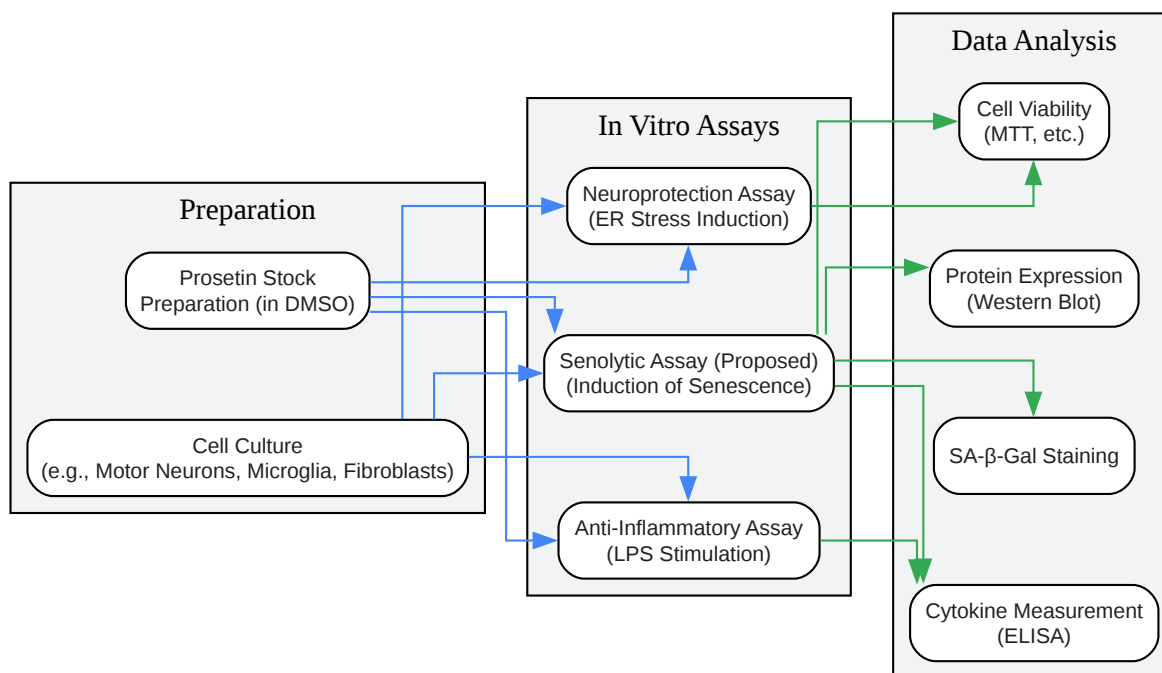 Preparation
Prosetin Stock
Preparation (in DMSO)
Cell Culture
(e.g., Motor Neurons, Microglia, Fibroblasts)
In Vitro Assays
Neuroprotection Assay
(ER Stress Induction)
Senolytic Assay (Proposed)
(Induction of Senescence)
Anti-Inflammatory Assay
(LPS Stimulation)
Data Analysis
Cell Viability
(MTT, etc.)
Protein Expression
(Western Blot)
SA-β-Gal Staining
Cytokine Measurement
(ELISA)